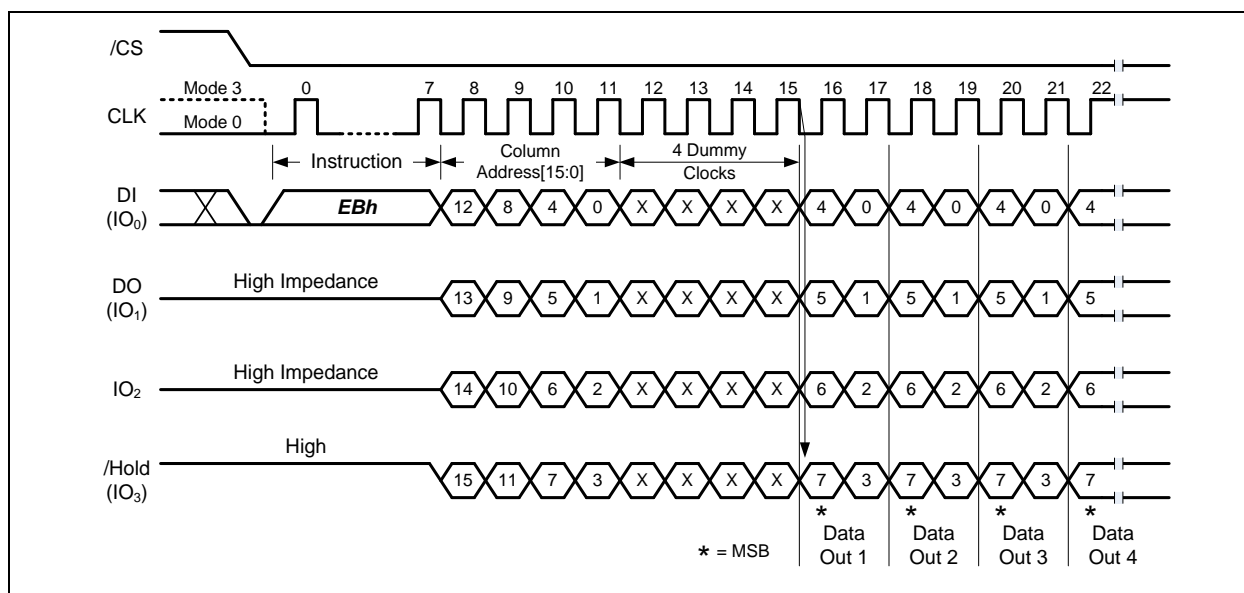 /CS
Mode 3
Mode 0
CLK
0 7 8 9 10 11 12 13 14 15 16 17 18 19 20 21 22
Instruction
Column
Address[15:0]
4 Dummy
Clocks
DI
(IO0)
EBh 12 8 4 0 X X X X 4 0 4 0 4 0 4
DO
(IO1)
High Impedance
13 9 5 1 X X X X 5 1 5 1 5 1 5
IO2
High Impedance
14 10 6 2 X X X X 6 2 6 2 6 2 6
/Hold
(IO3)
High
15 11 7 3 X X X X 7 3 7 3 7 3 7
* * * *
* = MSB
Data
Out 1
Data
Out 2
Data
Out 3
Data
Out 4